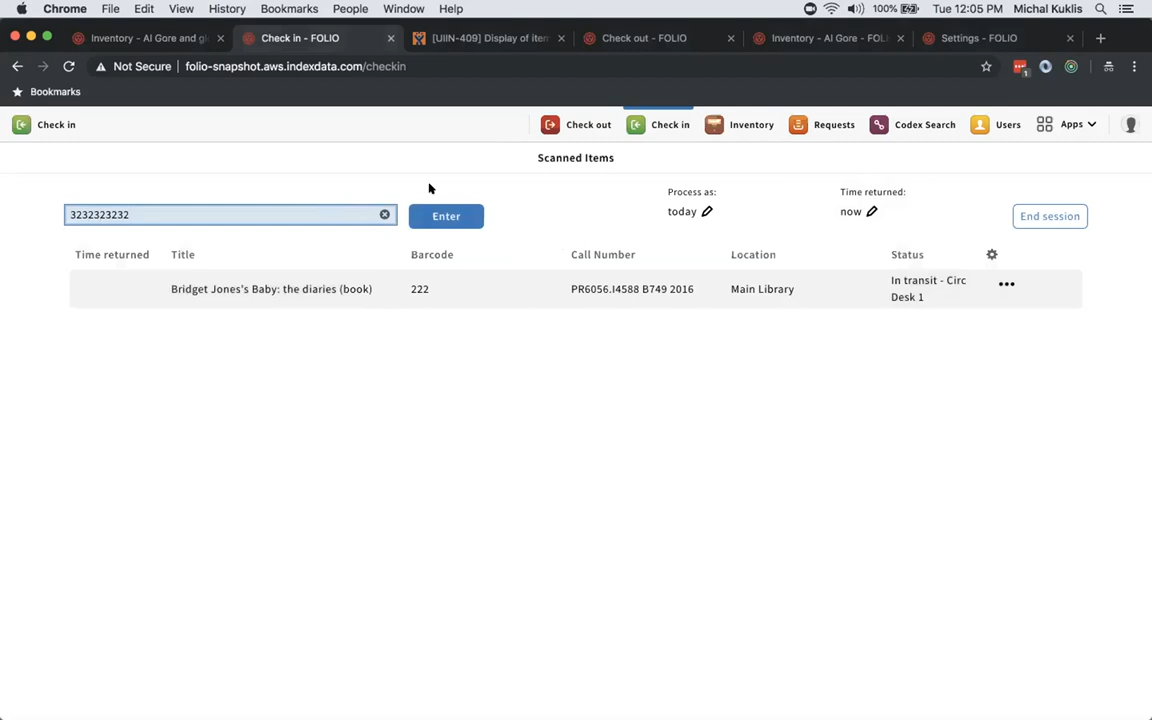 Chrome File Edit View History Bookmarks People Window Help 100% Tue 12:05 PM Michal Kuklis
Inventory - Al Gore and gl Check in - FOLIO [UIIN-409] Display of item Check out - FOLIO Inventory - Al Gore - FOLI Settings - FOLIO
Not Secure folio-snapshot.aws.indexdata.com/checkin 1
Bookmarks
Check in Check out Check in Inventory Requests Codex Search Users Apps
Scanned Items
Process as: Time returned:
3232323232 Enter today now End session
Time returned Title Barcode Call Number Location Status
Bridget Jones's Baby: the diaries (book) 222 PR6056.I4588 B749 2016 Main Library In transit - Circ
Desk 1